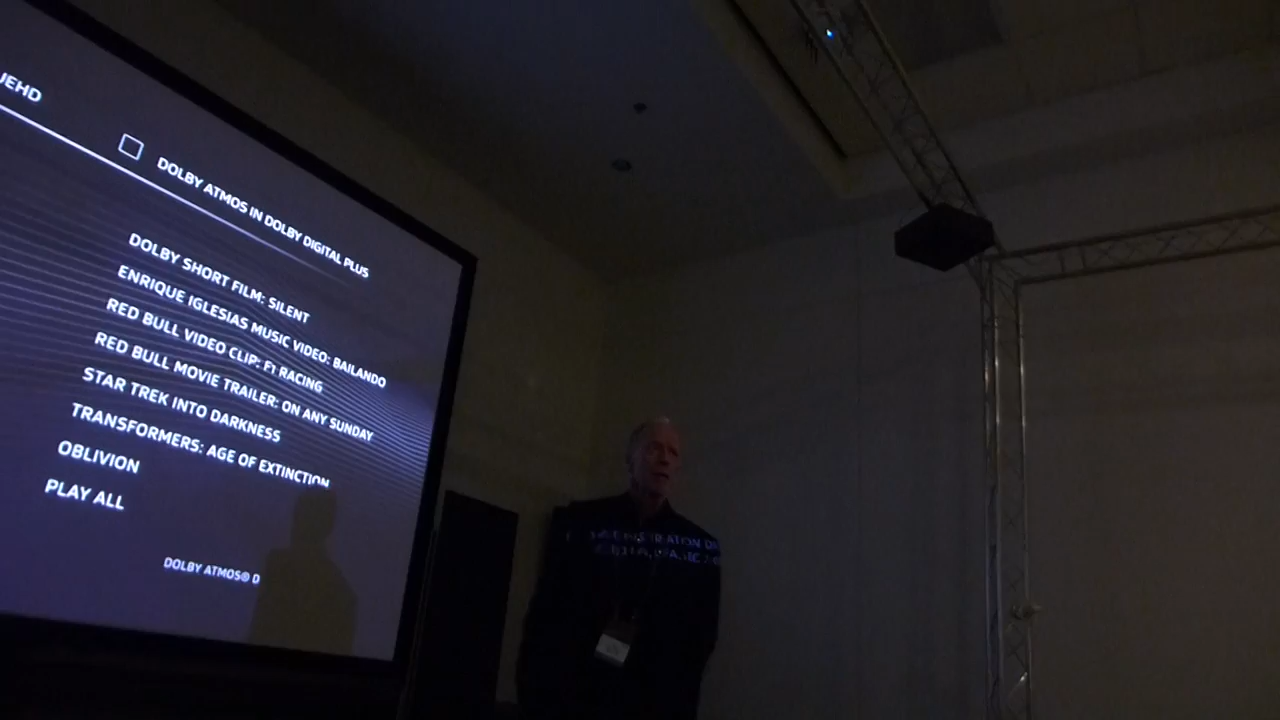 DOLBY ATMOS IN DOLBY DIGITAL PLUS
DOLBY SHORT FILM: SILENT
ENRIQUE IGLESIAS MUSIC VIDEO: BAILANDO
RED BULL VIDEO CLIP: F1 RACING
RED BULL MOVIE TRAILER: ON ANY SUNDAY
STAR TREK INTO DARKNESS
TRANSFORMERS: AGE OF EXTINCTION
OBLIVION
PLAY ALL
DOLBY ATMOS® D